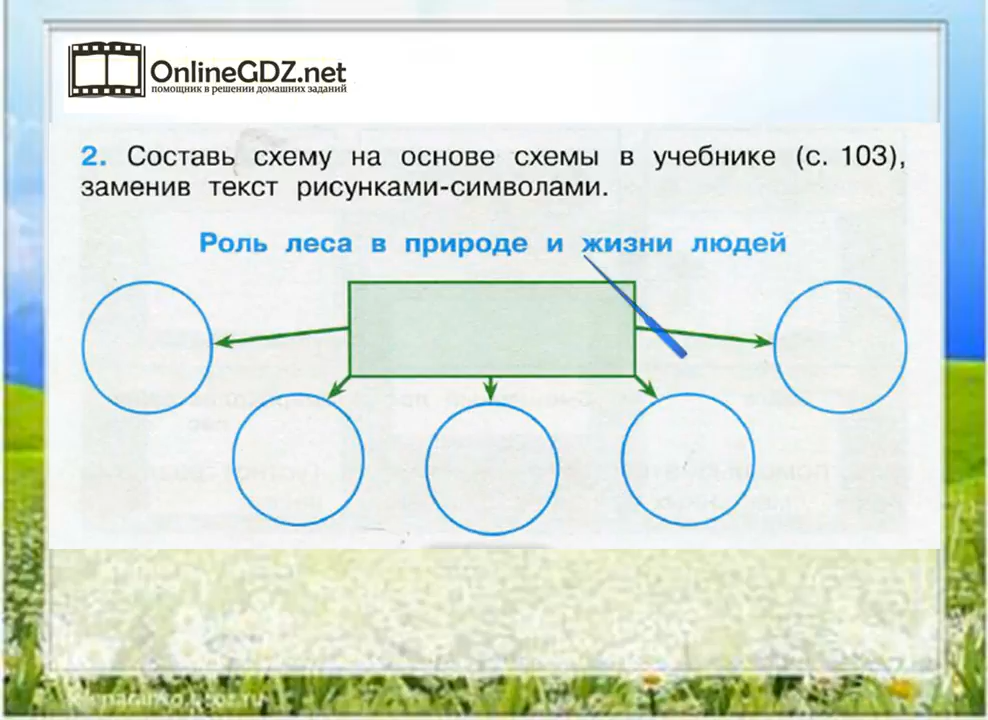 OnlineGDZ.net
помощник в решении домашних заданий
2. Составь схему на основе схемы в учебнике (с. 103),
заменив текст рисунками-символами.
Роль леса в природе и жизни людей